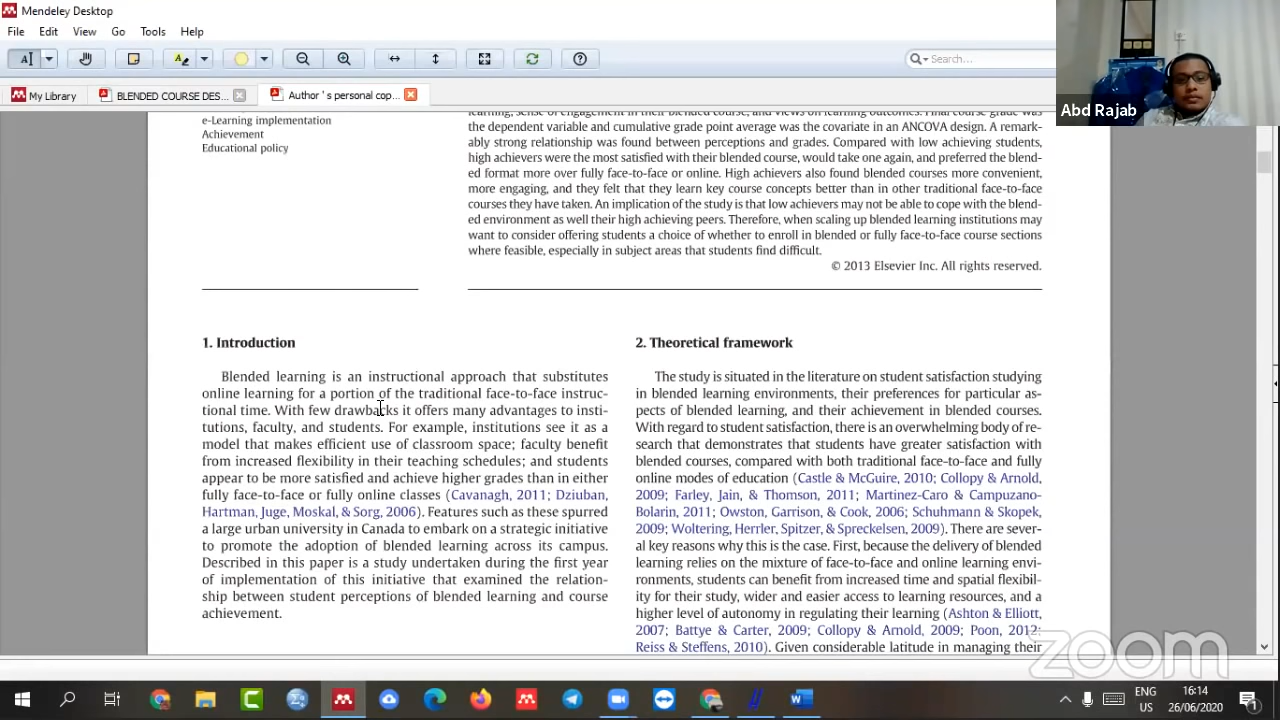 Mendeley Desktop
File Edit View Go Tools Help
Search...
My Library
BLENDED COURSE DES...
Author ' s personal cop...
Abd Rajab
e-Learning implementation
Achievement
Educational policy
the dependent variable and cumulative grade point average was the covariate in an ANCOVA design. A remark-
ably strong relationship was found between perceptions and grades. Compared with low achieving students,
high achievers were the most satisfied with their blended course, would take one again, and preferred the blend-
ed format more over fully face-to-face or online. High achievers also found blended courses more convenient,
more engaging, and they felt that they learn key course concepts better than in other traditional face-to-face
courses they have taken. An implication of the study is that low achievers may not be able to cope with the blend-
ed environment as well their high achieving peers. Therefore, when scaling up blended learning institutions may
want to consider offering students a choice of whether to enroll in blended or fully face-to-face course sections
where feasible, especially in subject areas that students find difficult.
© 2013 Elsevier Inc. All rights reserved.
1. Introduction
Blended learning is an instructional approach that substitutes
online learning for a portion of the traditional face-to-face instruc-
tional time. With few drawbacks it offers many advantages to insti-
tutions, faculty, and students. For example, institutions see it as a
model that makes efficient use of classroom space; faculty benefit
from increased flexibility in their teaching schedules; and students
appear to be more satisfied and achieve higher grades than in either
fully face-to-face or fully online classes (Cavanagh, 2011; Dziuban,
Hartman, Juge, Moskal, & Sorg, 2006). Features such as these spurred
a large urban university in Canada to embark on a strategic initiative
to promote the adoption of blended learning across its campus.
Described in this paper is a study undertaken during the first year
of implementation of this initiative that examined the relation-
ship between student perceptions of blended learning and course
achievement.
2. Theoretical framework
The study is situated in the literature on student satisfaction studying
in blended learning environments, their preferences for particular as-
pects of blended learning, and their achievement in blended courses.
With regard to student satisfaction, there is an overwhelming body of re-
search that demonstrates that students have greater satisfaction with
blended courses, compared with both traditional face-to-face and fully
online modes of education (Castle & McGuire, 2010; Collopy & Arnold,
2009; Farley, Jain, & Thomson, 2011; Martinez-Caro & Campuzano-
Bolarin, 2011; Owston, Garrison, & Cook, 2006; Schuhmann & Skopek,
2009; Woltering, Herrler, Spitzer, & Spreckelsen, 2009). There are sever-
al key reasons why this is the case. First, because the delivery of blended
learning relies on the mixture of face-to-face and online learning envi-
ronments, students can benefit from increased time and spatial flexibil-
ity for their study, wider and easier access to learning resources, and a
higher level of autonomy in regulating their learning (Ashton & Elliott,
2007; Battye & Carter, 2009; Collopy & Arnold, 2009; Poon, 2012;
Reiss & Steffens, 2010). Given considerable latitude in managing their
zoom
ENG
US
16:14
26/06/2020